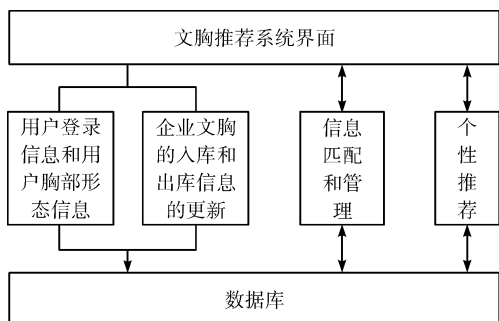 文胸推荐系统界面
用户登录
信息和用
户胸部形
态信息
企业文胸
的入库和
出库信息
的更新
信息
匹配
和管
理
个
性
推
荐
数据库